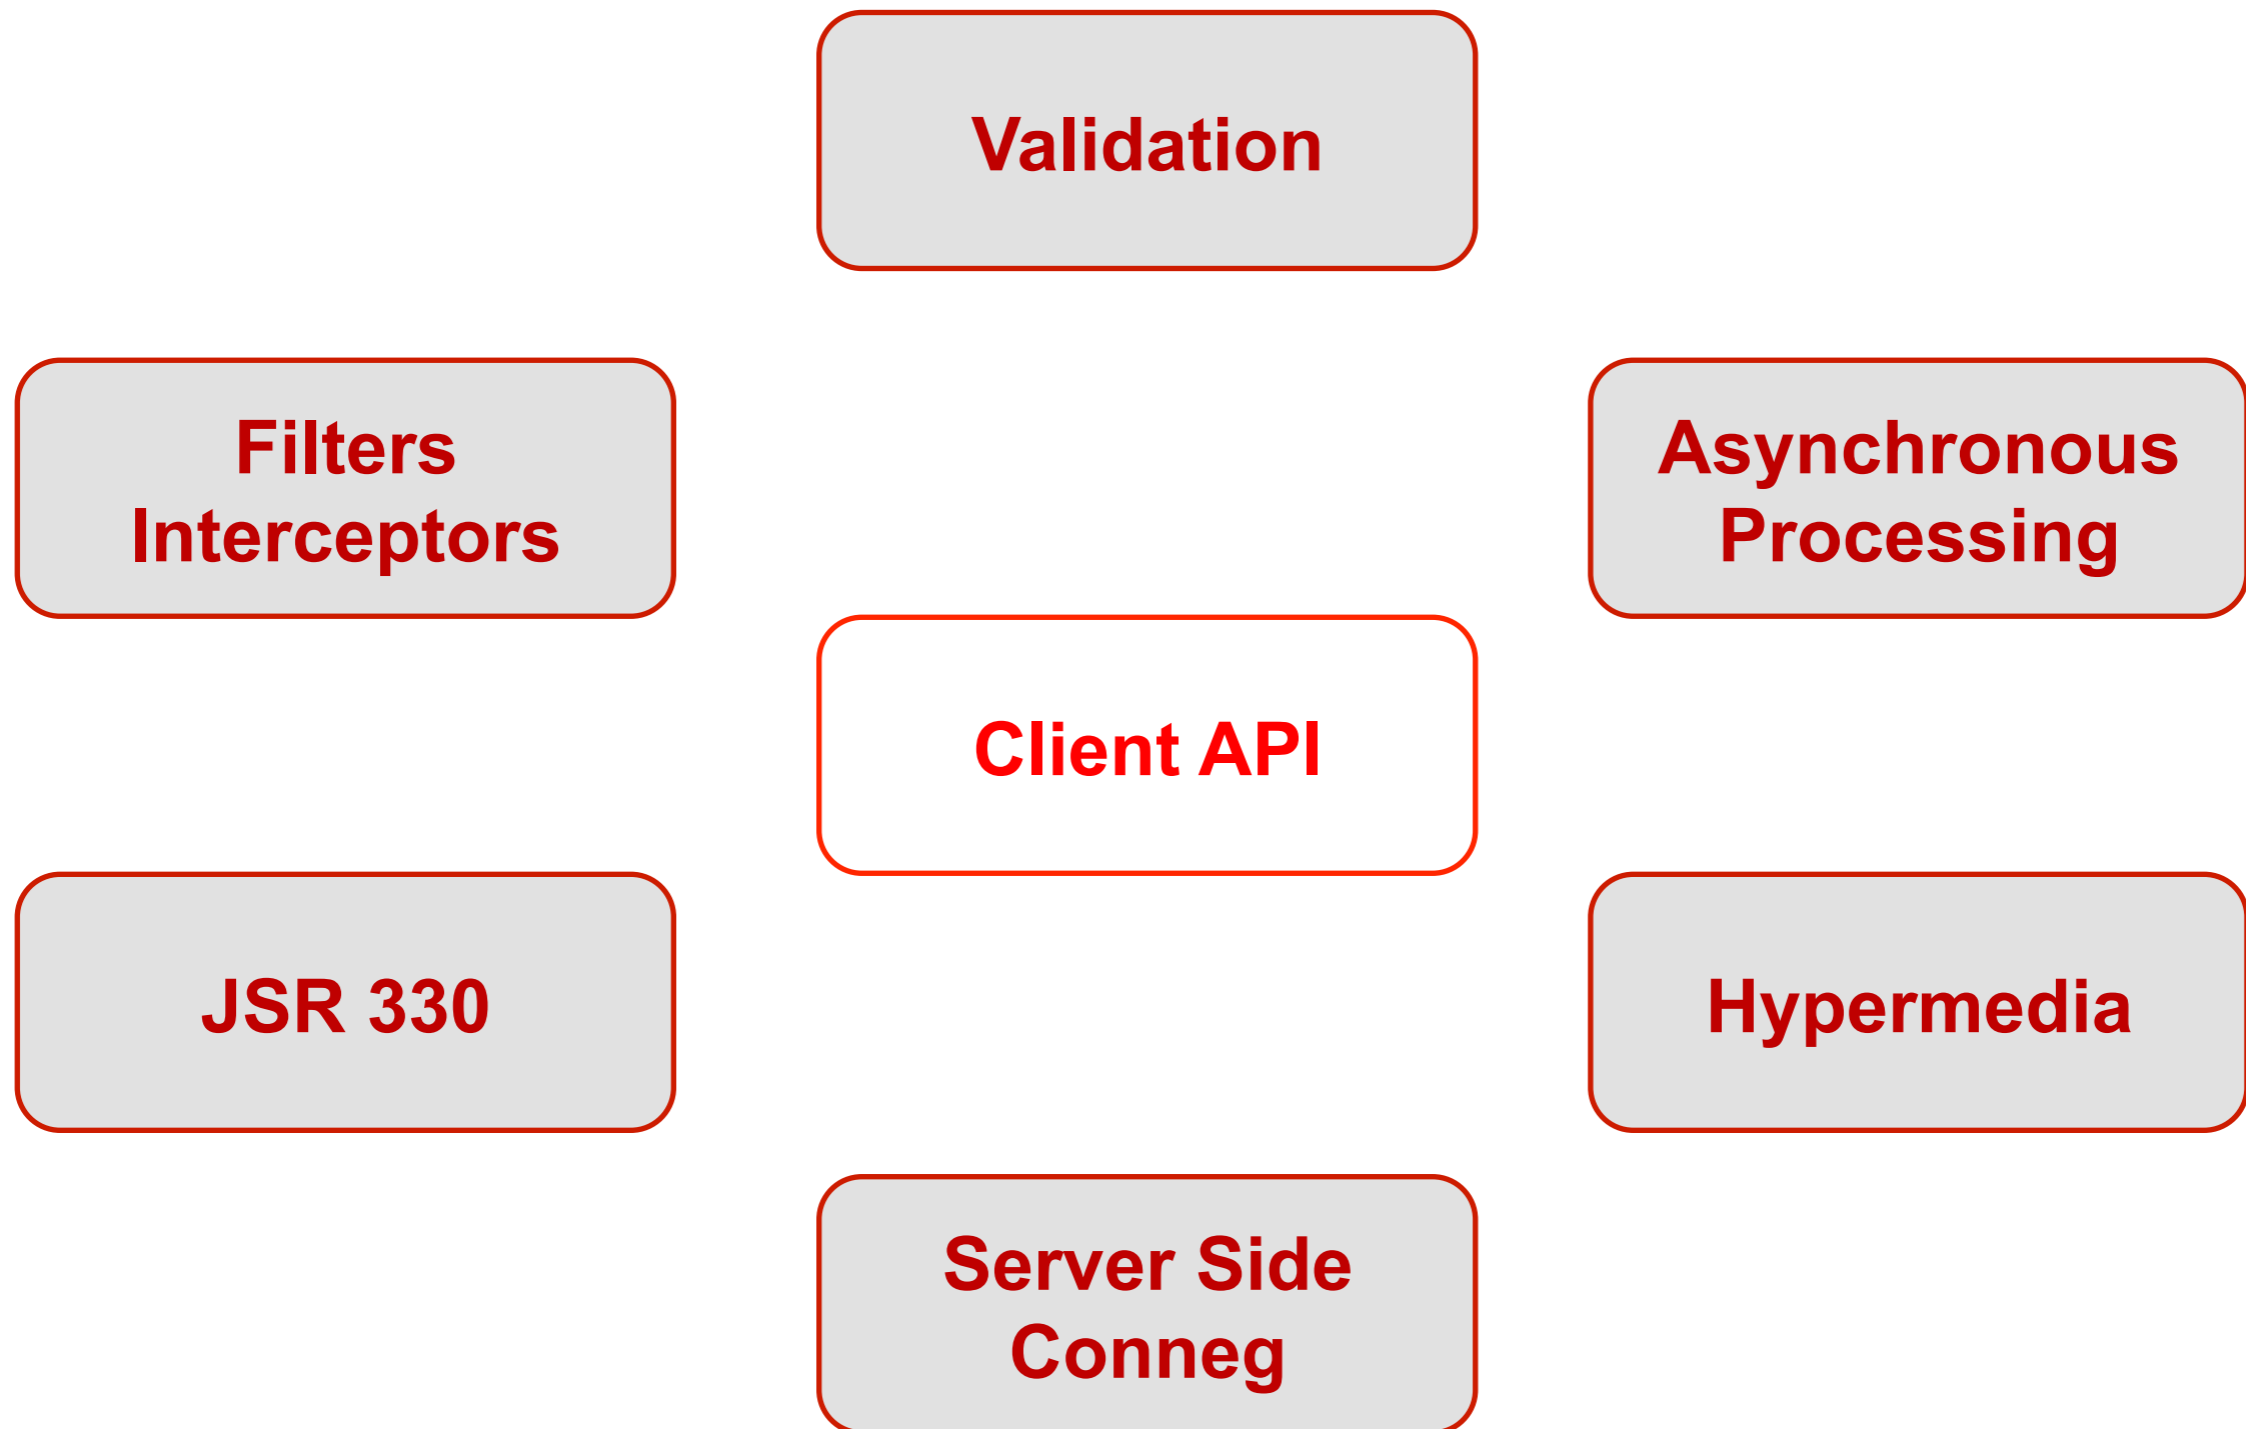 Validation
Filters
Interceptors
Asynchronous
Processing
Client API
JSR 330
Hypermedia
Server Side
Conneg